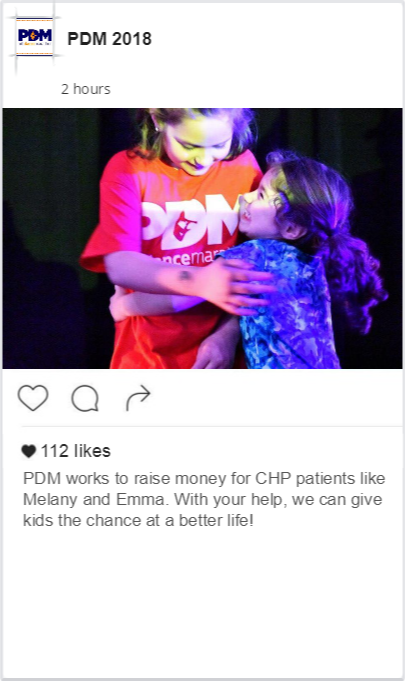 PDM
PDM 2018
2 hours
PDM
112 likes
PDM works to raise money for CHP patients like
Melany and Emma. With your help, we can give
kids the chance at a better life!